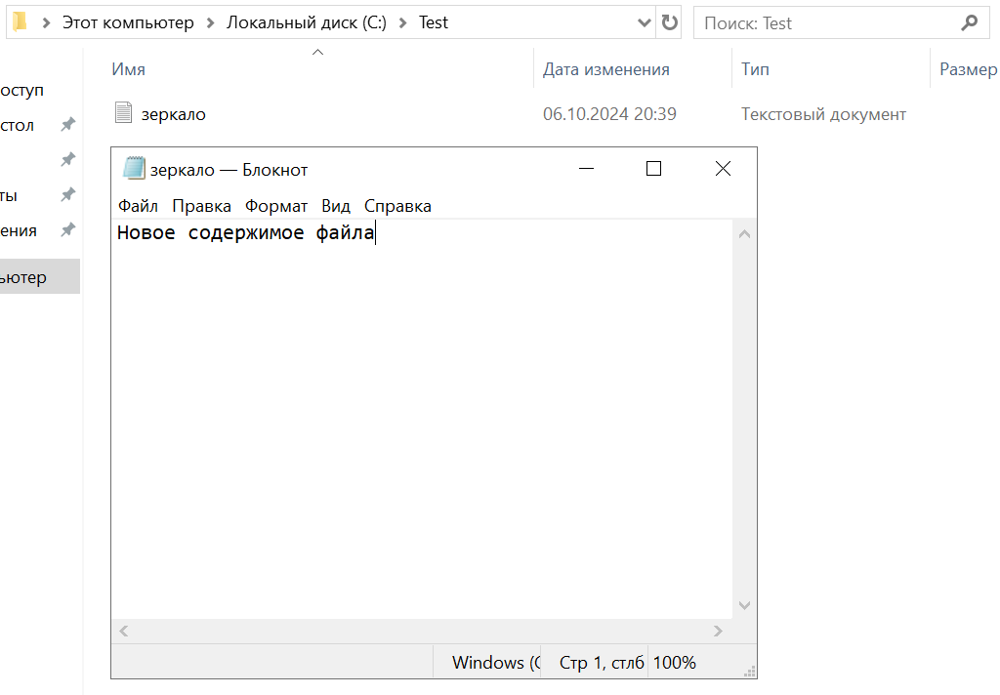 Этот компьютер > Локальный диск (C:) > Test
Поиск: Test
Имя Дата изменения Тип Размер
оступ
зеркало 06.10.2024 20:39 Текстовый документ
стол
зеркало — Блокнот
ты
Файл Правка Формат Вид Справка
ения
Новое содержимое файла
ьютер
Windows (C Стр 1, стлб 100%